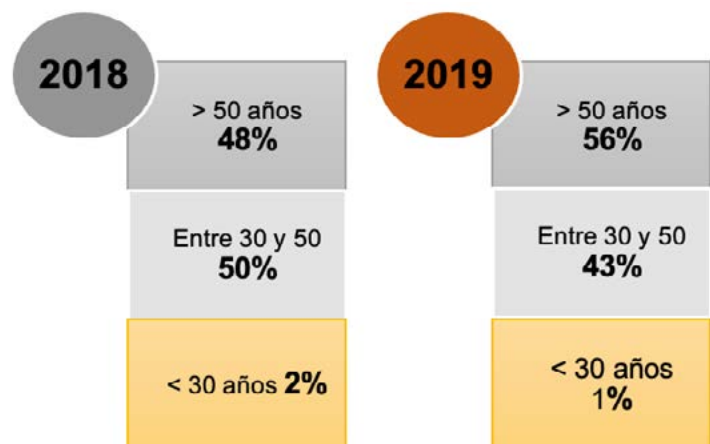 2018
> 50 años
48%
Entre 30 y 50
50%
< 30 años 2%
2019
> 50 años
56%
Entre 30 y 50
43%
< 30 años
1%